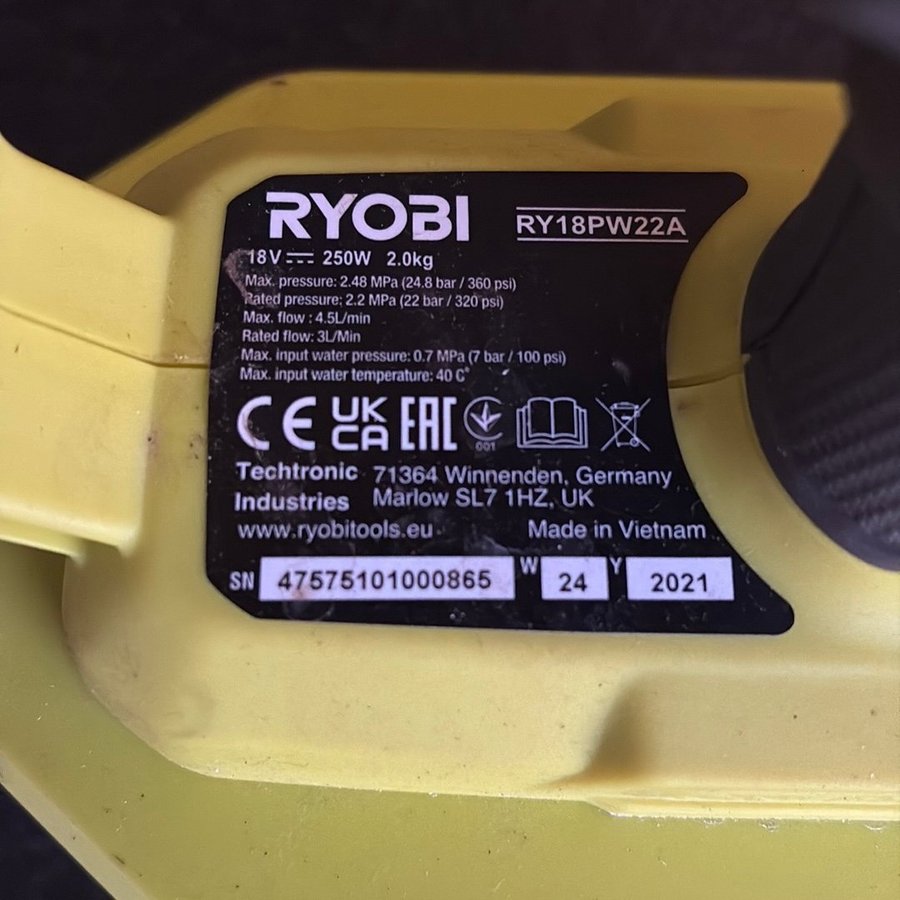 RYOBI
RY18PW22A
18V 250W 2.0kg
Max. pressure: 2.48 MPa (24.8 bar / 360 psi)
Rated pressure: 2.2 MPa (22 bar / 320 psi)
Max. flow : 4.5L/min
Rated flow: 3L/Min
Max. input water pressure: 0.7 MPa (7 bar / 100 psi)
Max. input water temperature: 40 C°
CE UK CA EAC 001
Techtronic Industries
71364 Winnenden, Germany
Marlow SL7 1HZ, UK
www.ryobitools.eu Made in Vietnam
SN 47575101000865 W 24 Y 2021